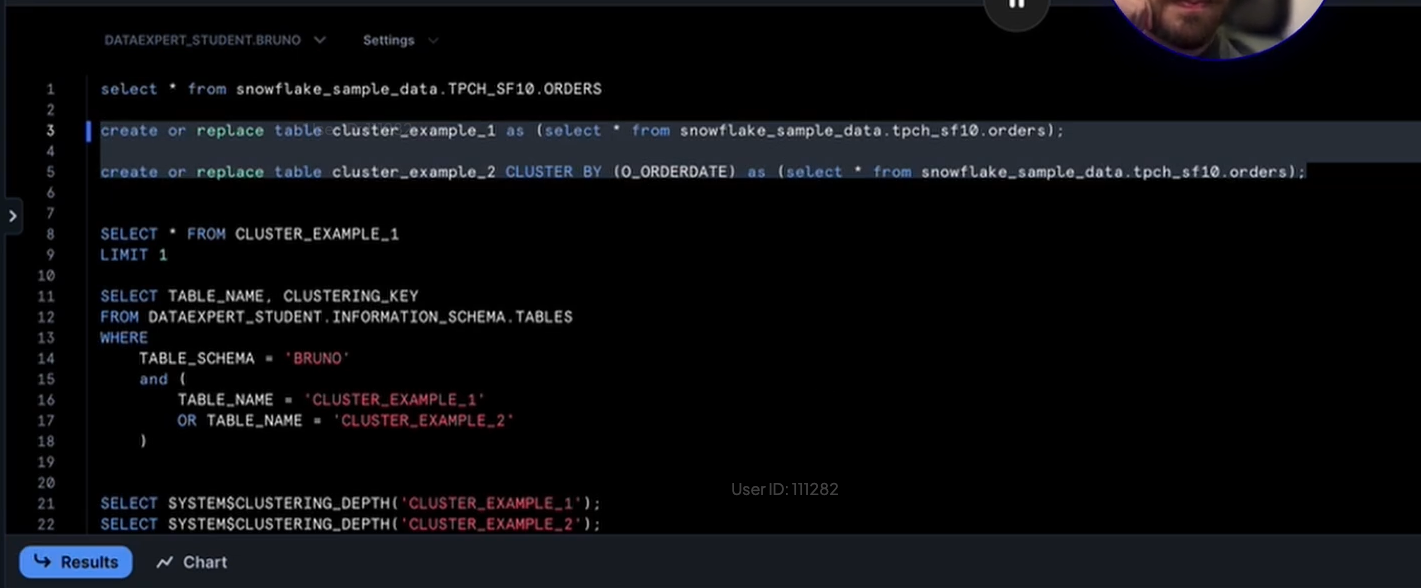 DATAEXPERT_STUDENT.BRUNO Settings
1 select * from snowflake_sample_data.TPCH_SF10.ORDERS
2
3 create or replace table cluster_example_1 as (select * from snowflake_sample_data.tpch_sf10.orders);
4
5 create or replace table cluster_example_2 CLUSTER BY (O_ORDERDATE) as (select * from snowflake_sample_data.tpch_sf10.orders);
6
7
8 SELECT * FROM CLUSTER_EXAMPLE_1
9 LIMIT 1
10
11 SELECT TABLE_NAME, CLUSTERING_KEY
12 FROM DATAEXPERT_STUDENT.INFORMATION_SCHEMA.TABLES
13 WHERE
14 TABLE_SCHEMA = 'BRUNO'
15 and (
16 TABLE_NAME = 'CLUSTER_EXAMPLE_1'
17 OR TABLE_NAME = 'CLUSTER_EXAMPLE_2'
18 )
19
20
User ID: 111282
21 SELECT SYSTEM$CLUSTERING_DEPTH('CLUSTER_EXAMPLE_1');
22 SELECT SYSTEM$CLUSTERING_DEPTH('CLUSTER_EXAMPLE_2');
Results Chart